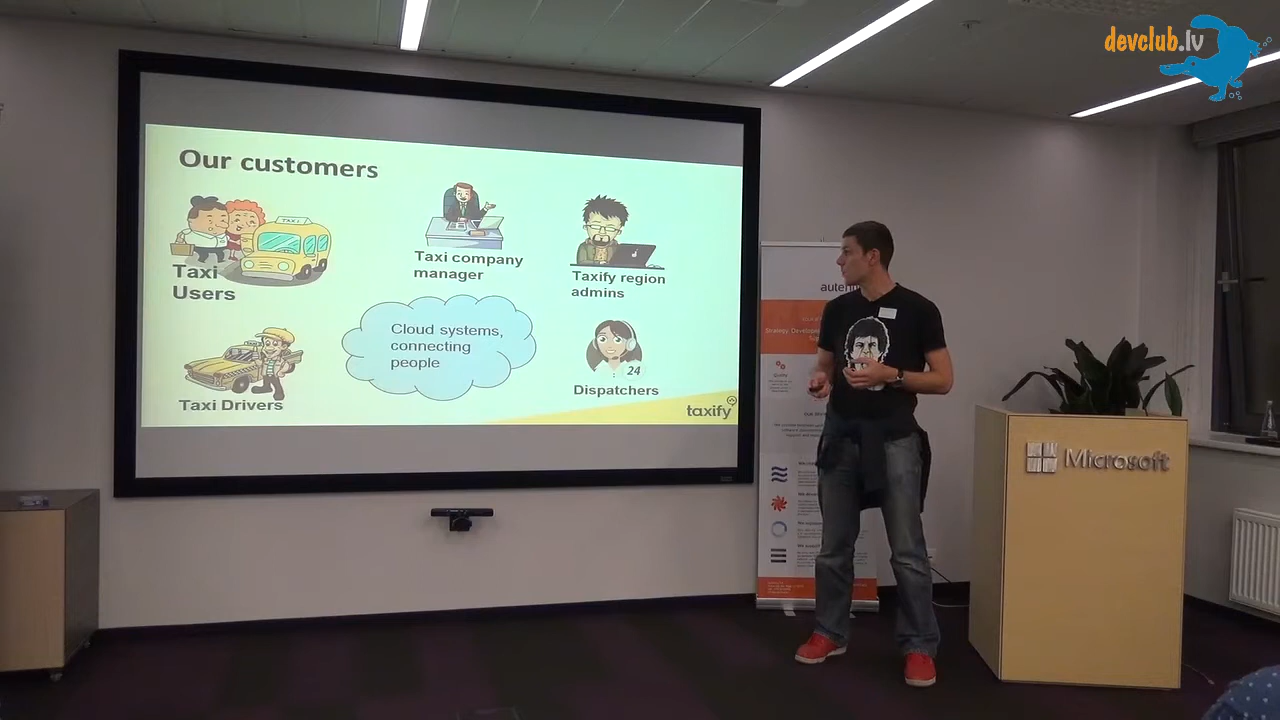 devclub.lv
Our customers
TAXI
Taxi
Users
Taxi company
manager
Taxify region
admins
Cloud systems,
connecting
people
Taxi Drivers
24
Dispatchers
taxify
Microsoft